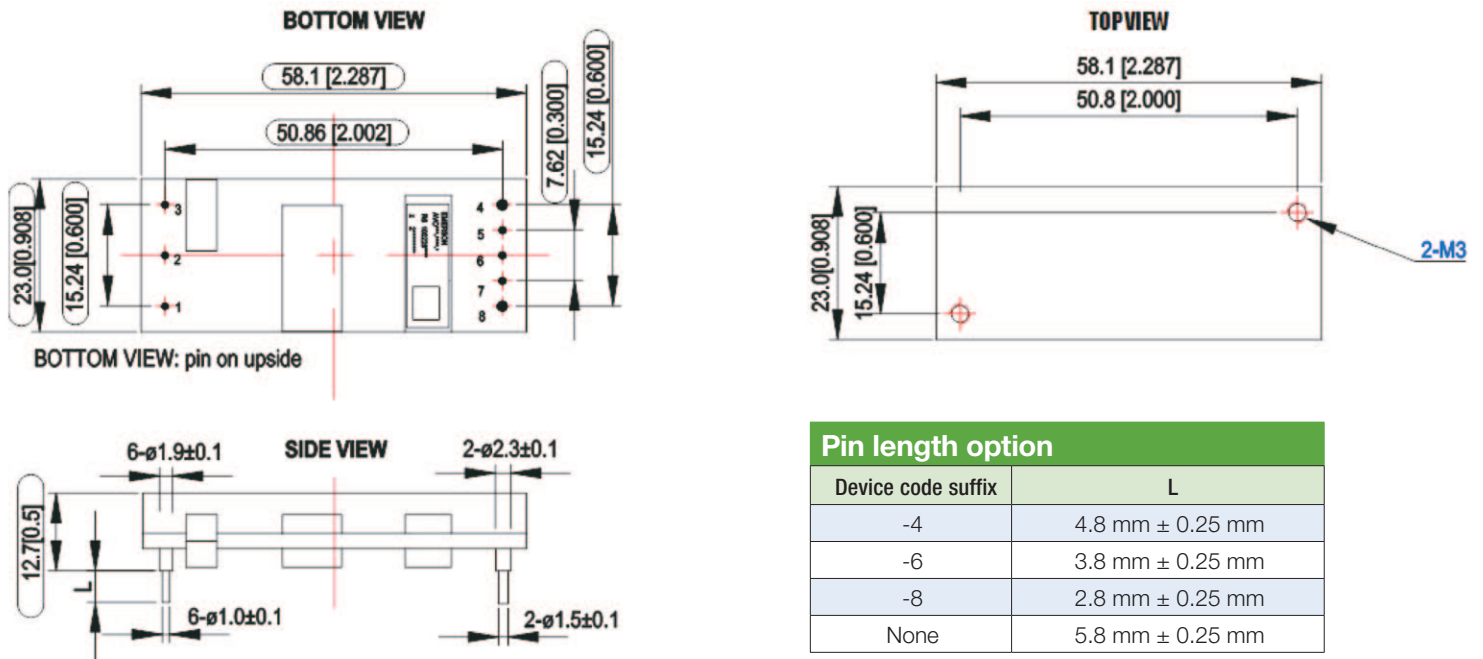 BOTTOM VIEW
58.1 [2.287]
50.86 [2.002]
7.62 [0.300]
15.24 [0.600]
23.0[0.908]
15.24 [0.600]
3
2
1
4
5
6
7
8
EMERSON
BOTTOM VIEW: pin on upside
TOPVIEW
58.1 [2.287]
50.8 [2.000]
23.0[0.908]
15.24 [0.600]
2-M3
SIDE VIEW
6-ø1.9±0.1
2-ø2.3±0.1
12.7[0.5]
L
6-ø1.0±0.1
2-ø1.5±0.1
Pin length option
Device code suffix L
-4 4.8 mm ± 0.25 mm
-6 3.8 mm ± 0.25 mm
-8 2.8 mm ± 0.25 mm
None 5.8 mm ± 0.25 mm